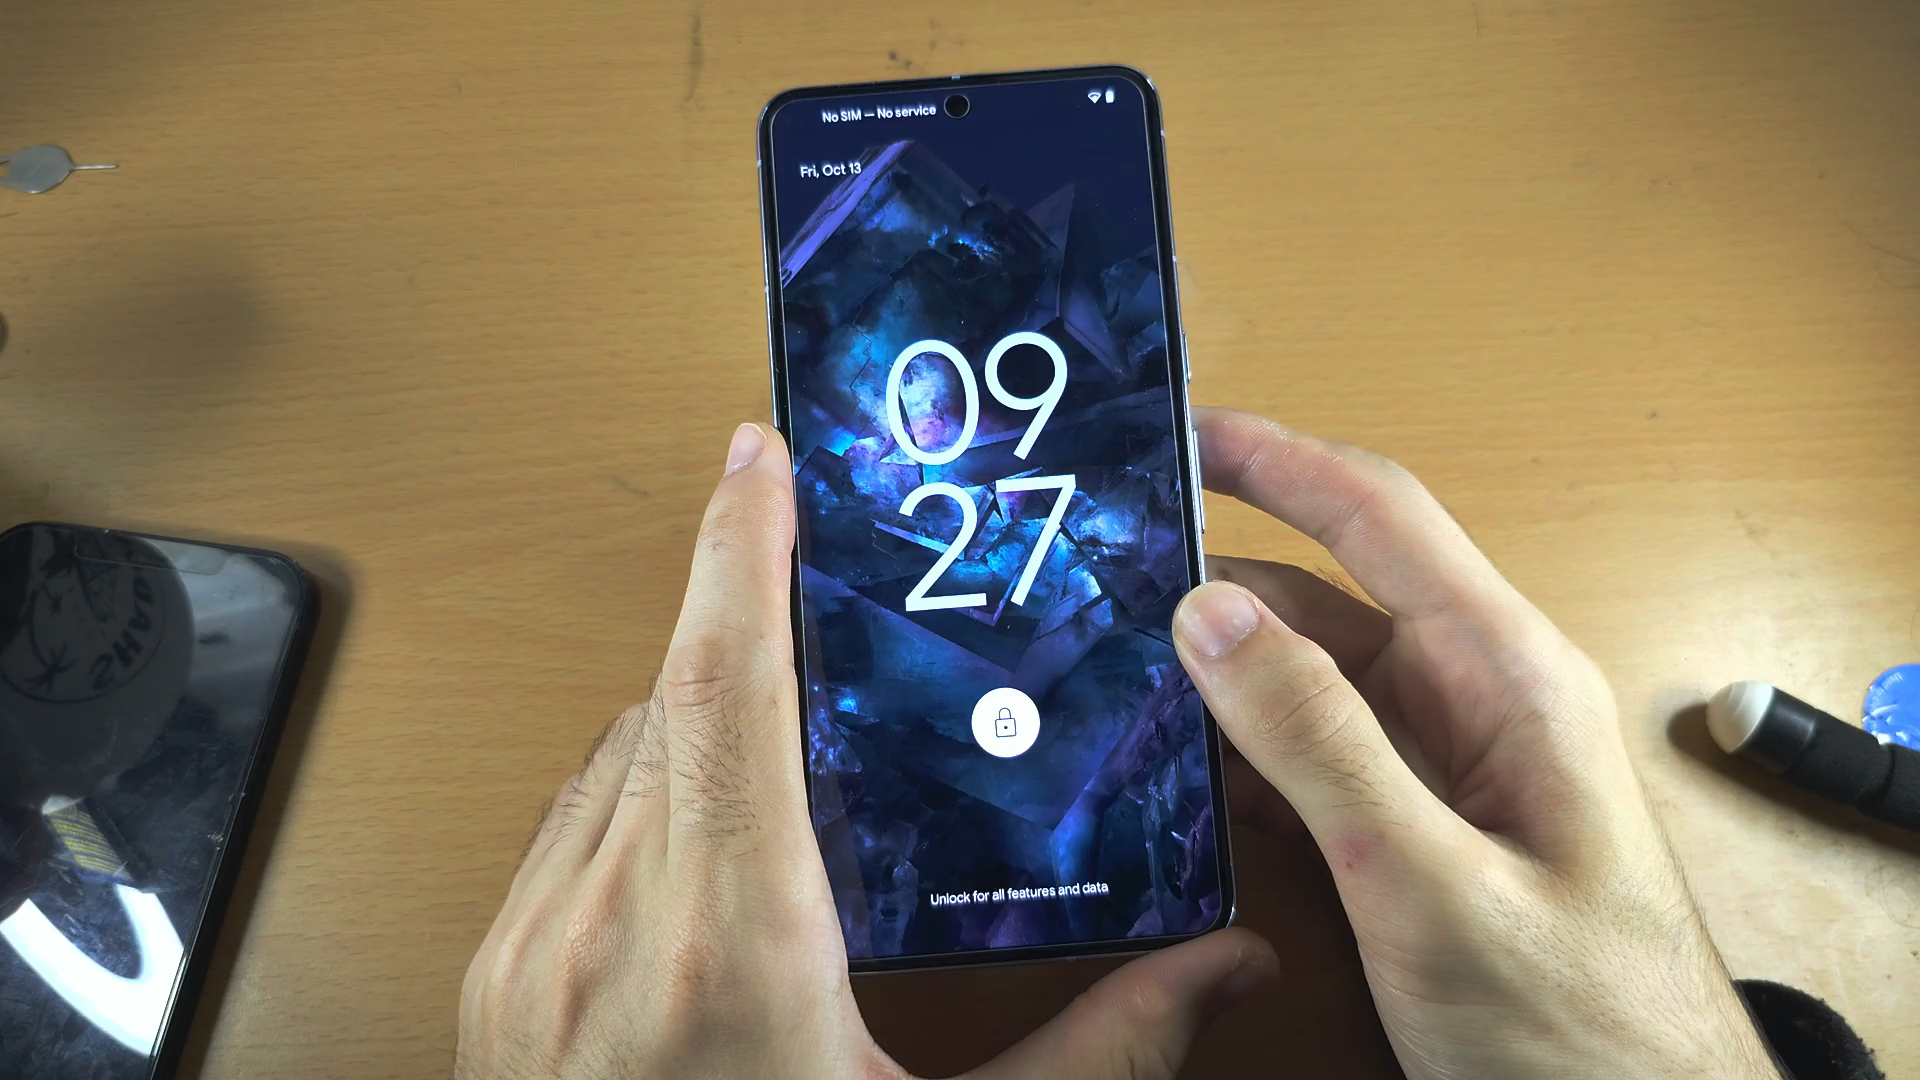 No SIM — No service
Fri, Oct 13
09
27
Unlock for all features and data